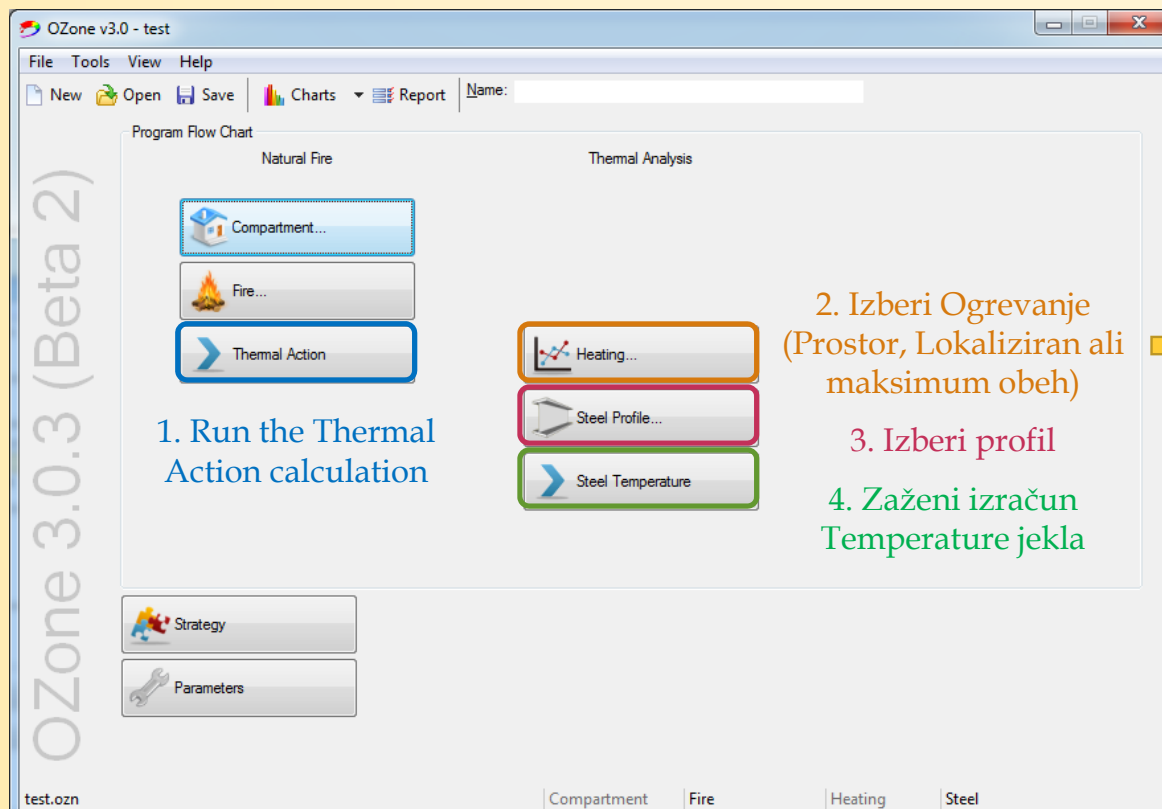 OZone v3.0 - test
File Tools View Help
New Open Save Charts Report Name:
Program Flow Chart
Natural Fire
Thermal Analysis
Compartment...
Fire...
Thermal Action
Heating...
Steel Profile...
Steel Temperature
1. Run the Thermal
Action calculation
2. Izberi Ogrevanje
(Prostor, Lokaliziran ali
maksimum obeh)
3. Izberi profil
4. Zaženi izračun
Temperature jekla
Strategy
Parameters
OZone 3.0.3 (Beta 2)
test.ozn Compartment Fire Heating Steel